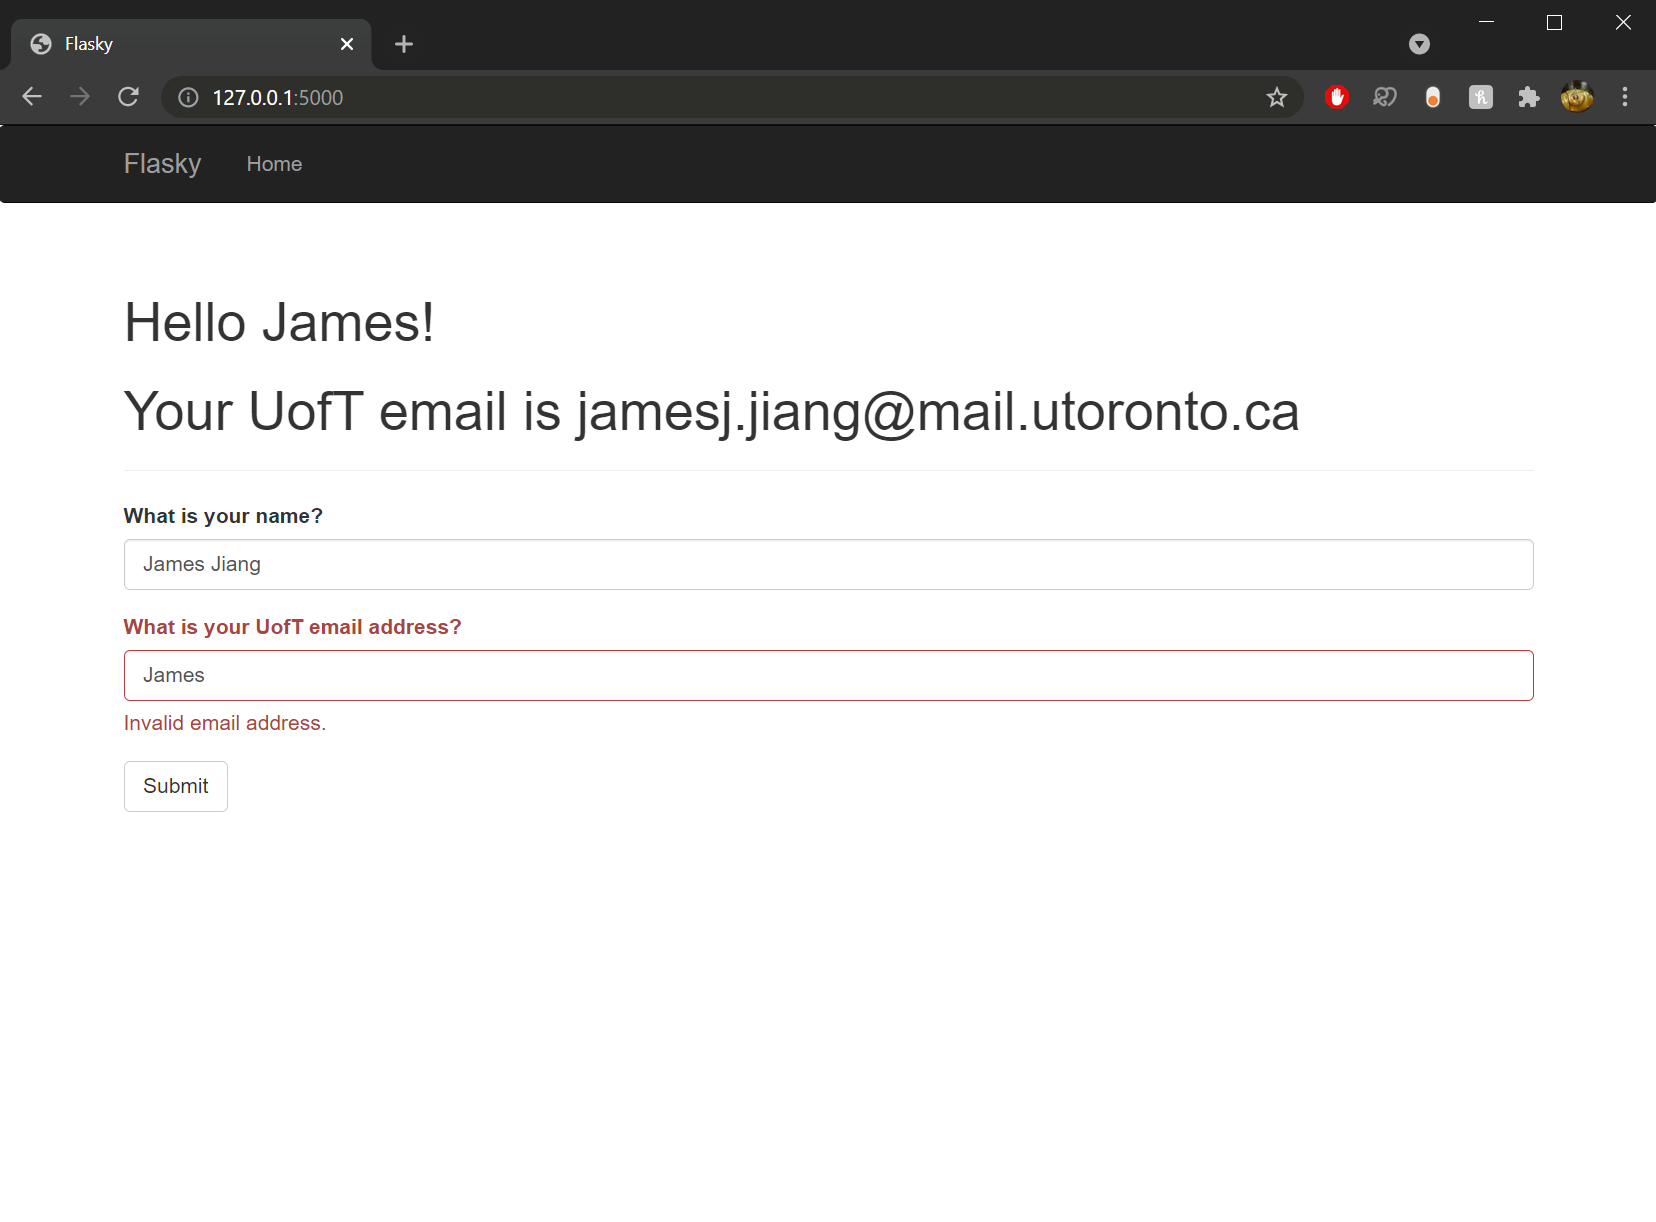 Flasky
127.0.0.1:5000
Flasky Home
Hello James!
Your UofT email is jamesj.jiang@mail.utoronto.ca
What is your name?
James Jiang
What is your UofT email address?
James
Invalid email address.
Submit